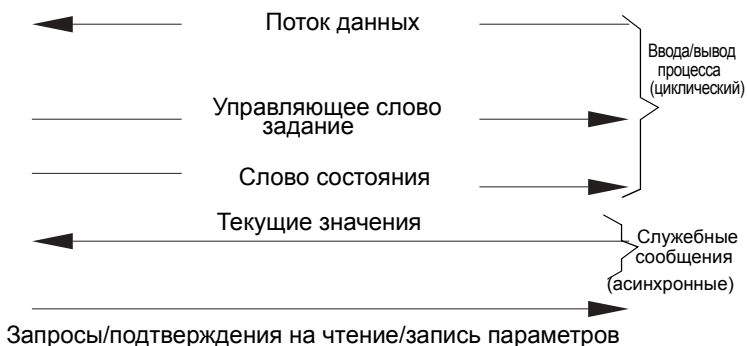 Поток данных
Ввода/вывод
процесса
(циклический)
Управляющее слово
задание
Слово состояния
Текущие значения
Служебные
сообщения
(асинхронные)
Запросы/подтверждения на чтение/запись параметров